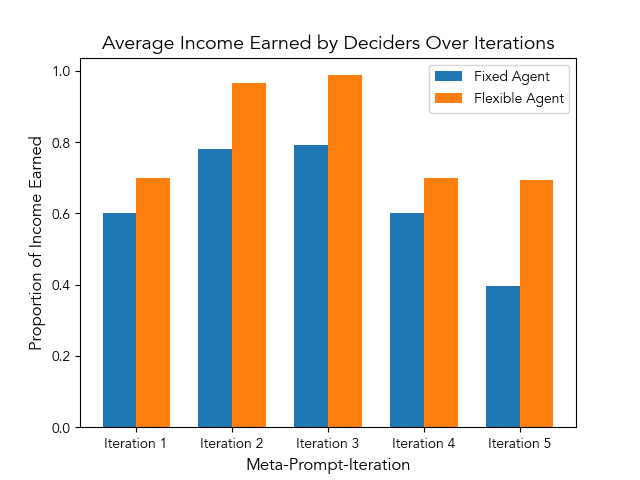 Average Income Earned by Deciders Over Iterations
Fixed Agent
Flexible Agent
Proportion of Income Earned
1.0
0.8
0.6
0.4
0.2
0.0
Iteration 1
Iteration 2
Iteration 3
Iteration 4
Iteration 5
Meta-Prompt-Iteration